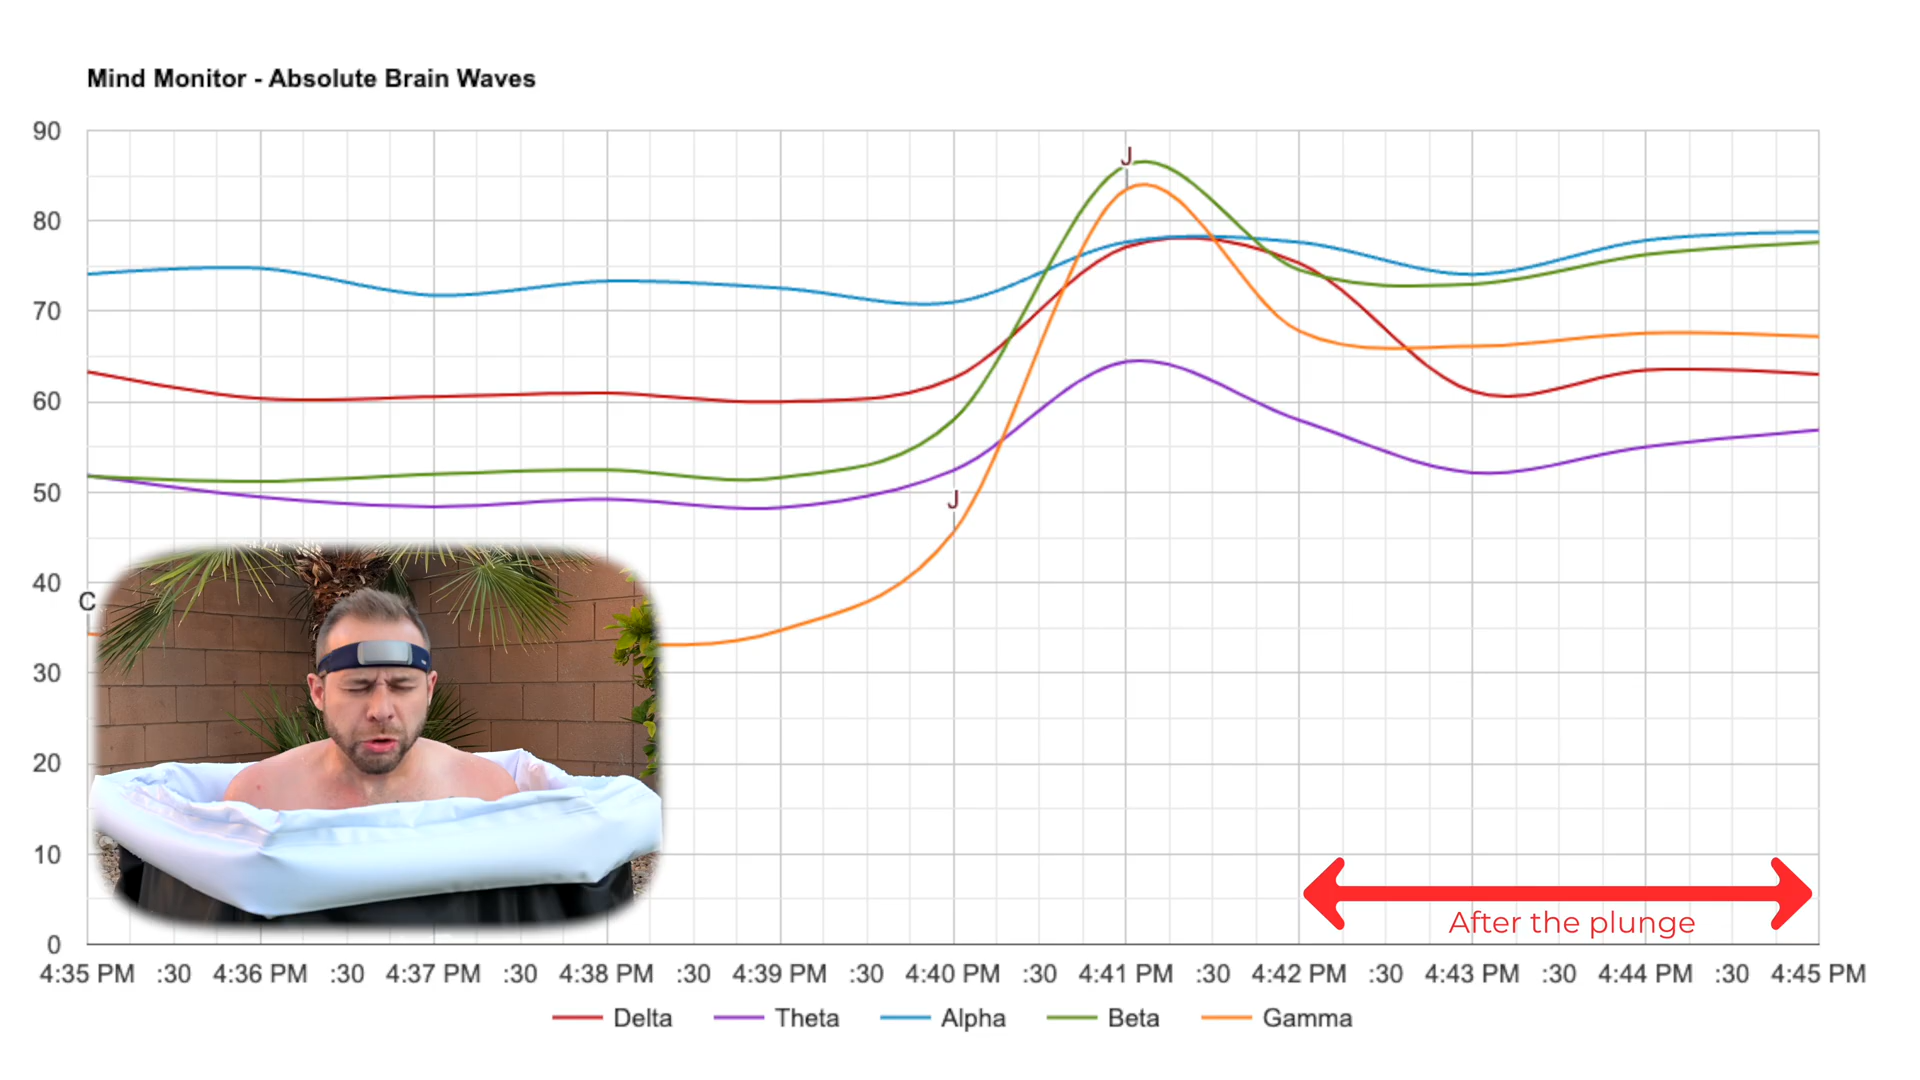 Mind Monitor - Absolute Brain Waves
90
80
70
60
50
40
30
20
10
0
J
J
C
After the plunge
4:35 PM :30 4:36 PM :30 4:37 PM :30 4:38 PM :30 4:39 PM :30 4:40 PM :30 4:41 PM :30 4:42 PM :30 4:43 PM :30 4:44 PM :30 4:45 PM
Delta Theta Alpha Beta Gamma